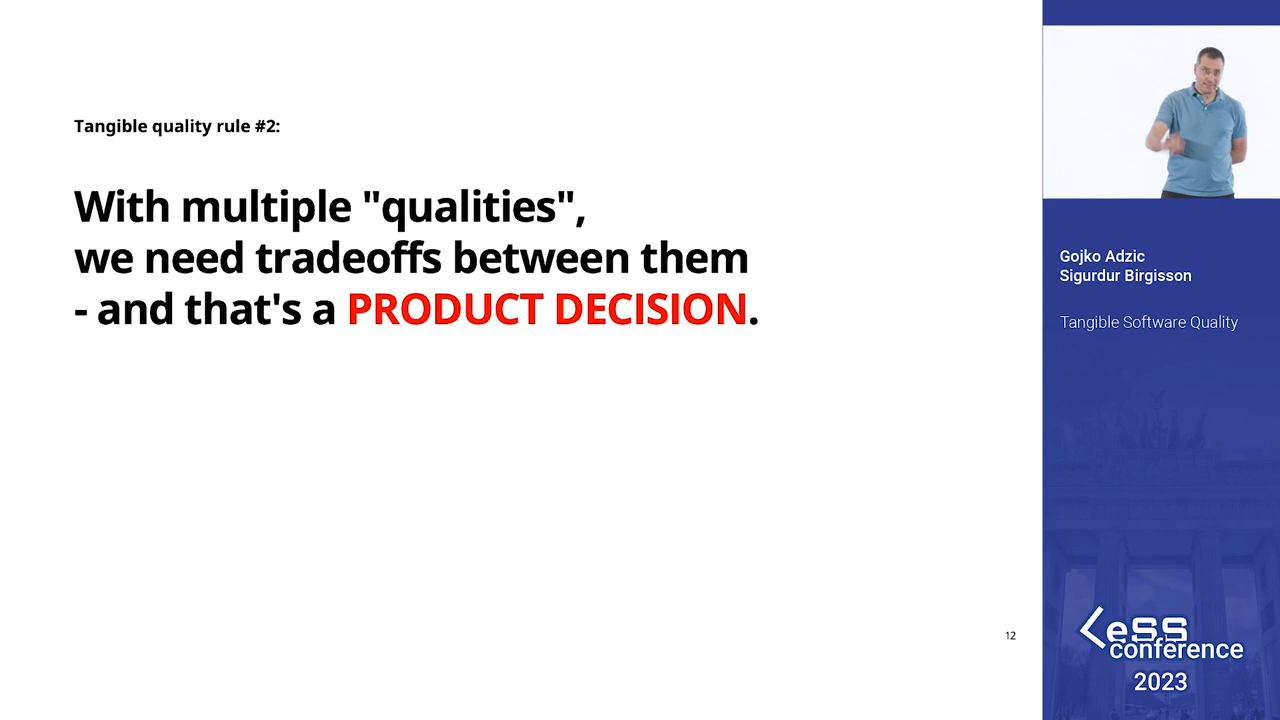 Tangible quality rule #2:
With multiple "qualities",
we need tradeoffs between them
- and that's a PRODUCT DECISION.
12
Gojko Adzic
Sigurdur Birgisson
Tangible Software Quality
LeSS
conference
2023